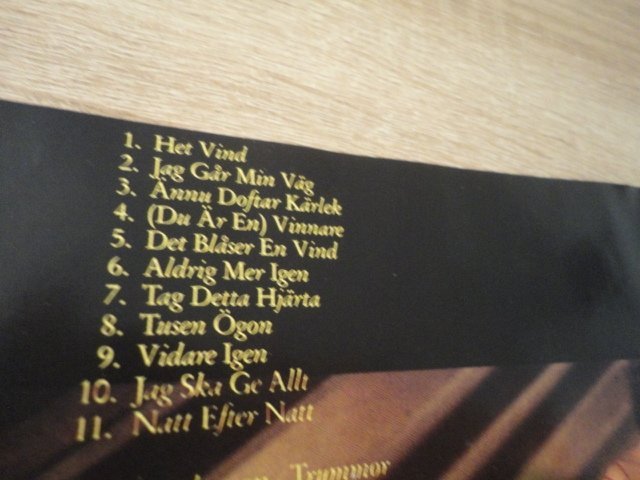 1. Het Vind
2. Jag Går Min Väg
3. Ännu Doftar Kärlek
4. (Du Är En) Vinnare
5. Det Blåser En Vind
6. Aldrig Mer Igen
7. Tag Detta Hjärta
8. Tusen Ögon
9. Vidare Igen
10. Jag Ska Ge Allt
11. Natt Efter Natt
Trummor